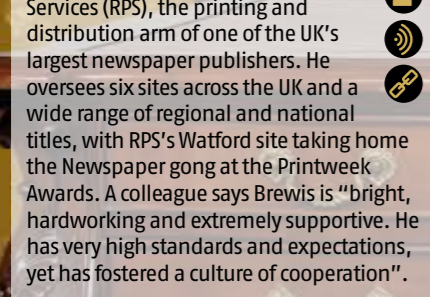 Services (RPS), the printing and
distribution arm of one of the UK's
largest newspaper publishers. He
oversees six sites across the UK and a
wide range of regional and national
titles, with RPS's Watford site taking home
the Newspaper gong at the Printweek
Awards. A colleague says Brewis is “bright,
hardworking and extremely supportive. He
has very high standards and expectations,
yet has fostered a culture of cooperation”.